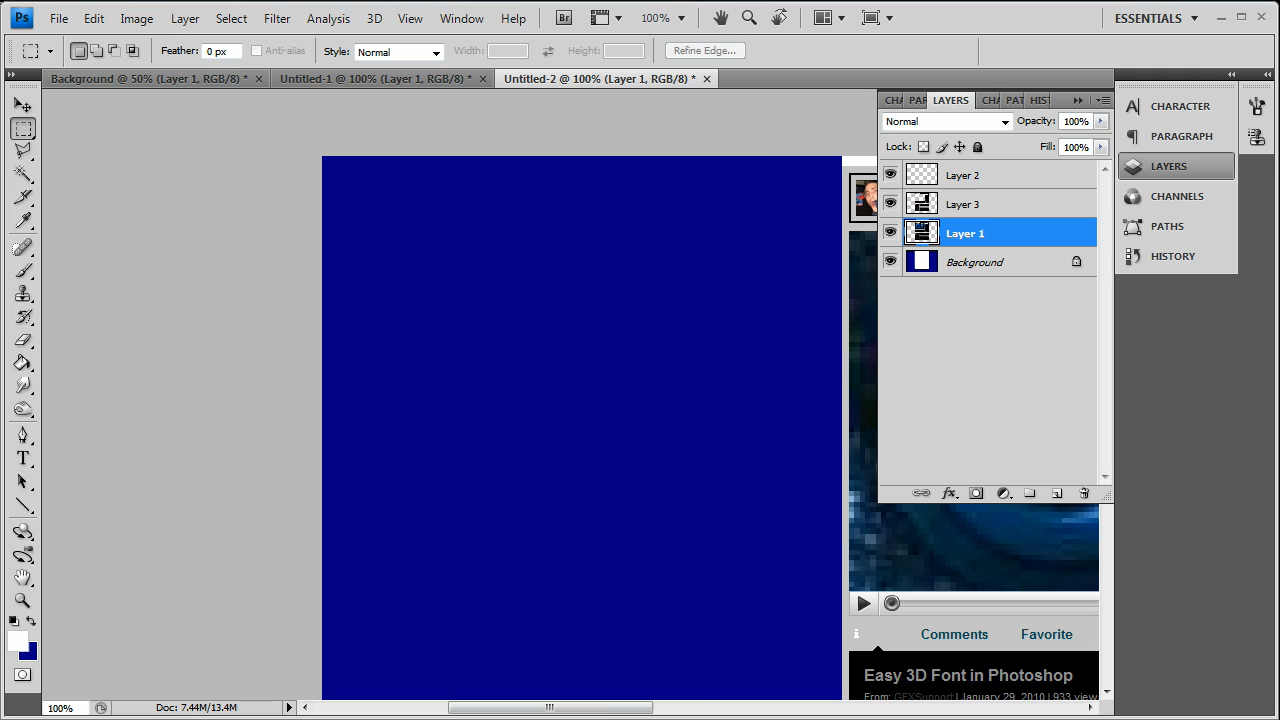 Ps File Edit Image Layer Select Filter Analysis 3D View Window Help Br 100% ESSENTIALS
Feather: 0 px Anti-alias Style: Normal Width: Height: Refine Edge...
Background @ 50% (Layer 1, RGB/8) * Untitled-1 @ 100% (Layer 1, RGB/8) * Untitled-2 @ 100% (Layer 1, RGB/8) *
CHA PAR LAYERS CHA PAT HIST
Normal Opacity: 100%
Lock: Fill: 100%
Layer 2
Layer 3
Layer 1
Background
CHARACTER
PARAGRAPH
LAYERS
CHANNELS
PATHS
HISTORY
Comments Favorite
Easy 3D Font in Photoshop
From: GFXSupport | January 29, 2010 | 933 view
100% Doc: 7.44M/13.4M